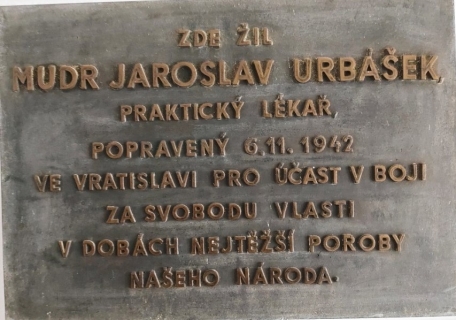 ZDE ŽIL
MUDR JAROSLAV URBÁŠEK,
PRAKTICKÝ LÉKAŘ,
POPRAVENÝ 6.11.1942
VE VRATISLAVI PRO ÚČAST V BOJI
ZA SVOBODU VLASTI
V DOBÁCH NEJTĚŽŠÍ POROBY
NAŠEHO NÁRODA.